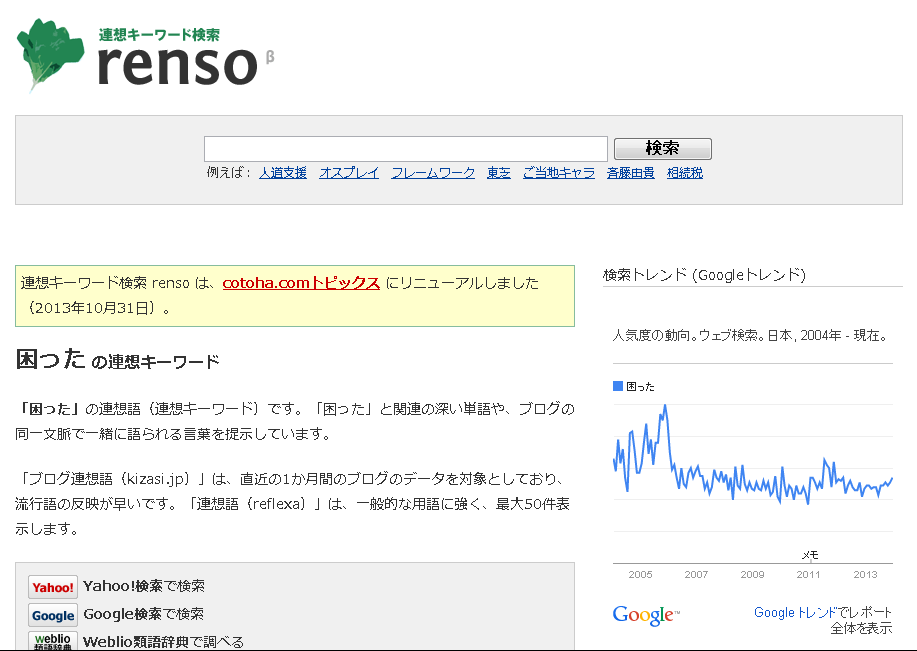 連想キーワード検索
renso β
検索
例えば： 人道支援 オスプレイ フレームワーク 東芝 ご当地キャラ 斉藤由貴 相続税
連想キーワード検索 renso は、cotoha.comトピックス にリニューアルしました
（2013年10月31日）。
困った の連想キーワード
「困った」の連想語（連想キーワード）です。「困った」と関連の深い単語や、ブログの
同一文脈で一緒に語られる言葉を提示しています。
「ブログ連想語（kizasi.jp）」は、直近の1か月間のブログのデータを対象としており、
流行語の反映が早いです。「連想語（reflexa）」は、一般的な用語に強く、最大50件表
示します。
Yahoo! Yahoo!検索で検索
Google Google検索で検索
weblio
類語辞典 Weblio類語辞典で調べる
検索トレンド (Googleトレンド)
人気度の動向。ウェブ検索。日本, 2004年 - 現在。
困った
メモ
2005 2007 2009 2011 2013
Google™ Google トレンドでレポート
全体を表示